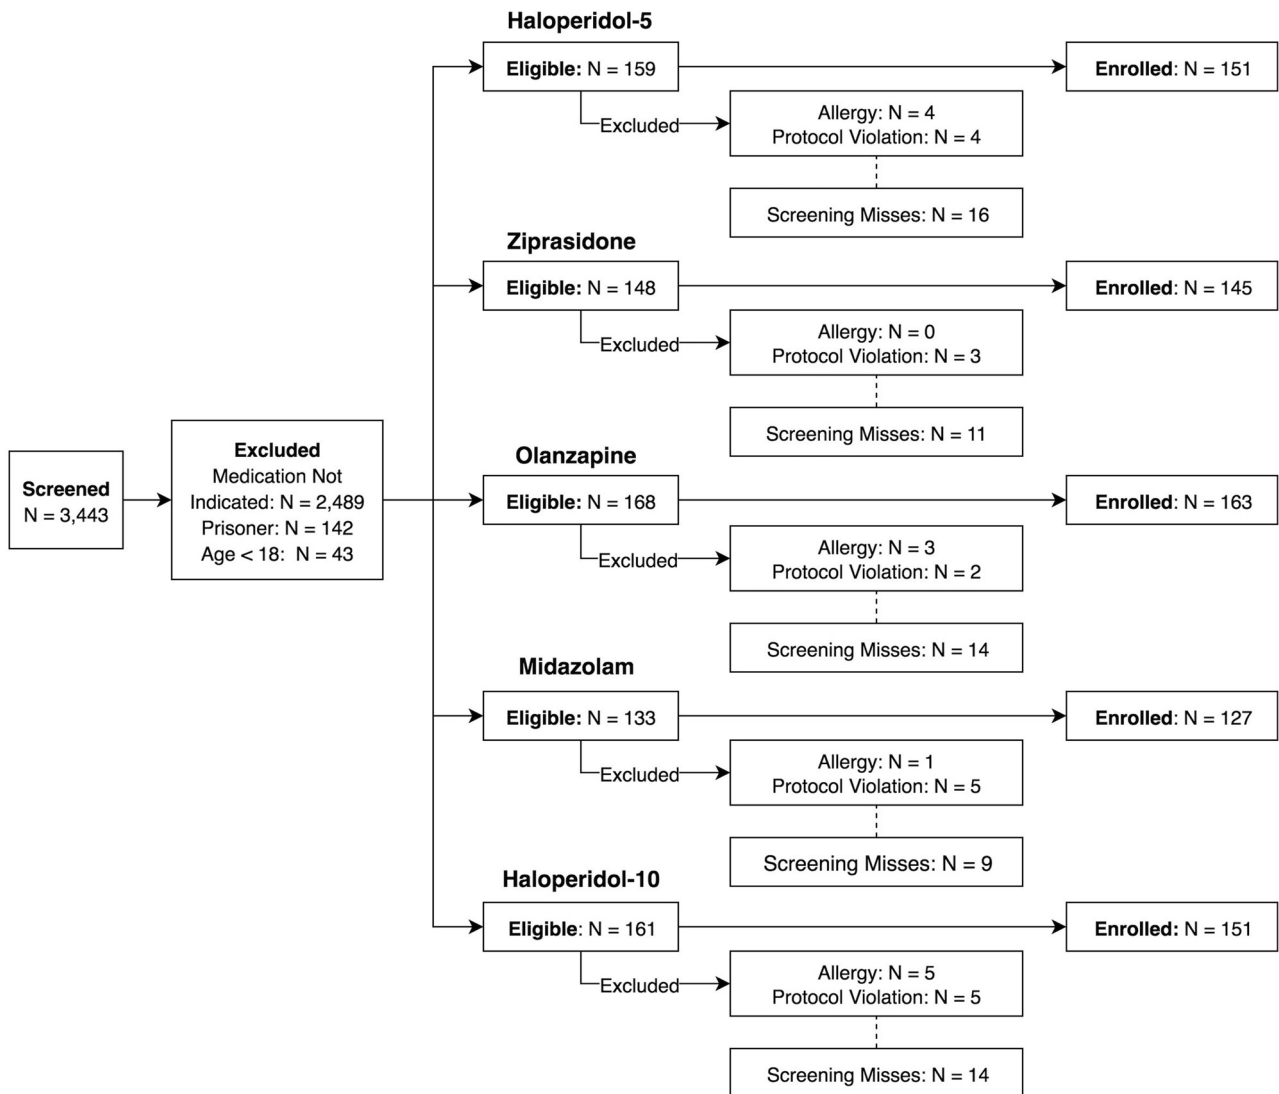 Haloperidol-5
Eligible: N = 159
Enrolled: N = 151
Excluded
Allergy: N = 4
Protocol Violation: N = 4
Screening Misses: N = 16
Ziprasidone
Eligible: N = 148
Enrolled: N = 145
Excluded
Allergy: N = 0
Protocol Violation: N = 3
Screening Misses: N = 11
Screened
N = 3,443
Excluded
Medication Not
Indicated: N = 2,489
Prisoner: N = 142
Age < 18: N = 43
Olanzapine
Eligible: N = 168
Enrolled: N = 163
Excluded
Allergy: N = 3
Protocol Violation: N = 2
Screening Misses: N = 14
Midazolam
Eligible: N = 133
Enrolled: N = 127
Excluded
Allergy: N = 1
Protocol Violation: N = 5
Screening Misses: N = 9
Haloperidol-10
Eligible: N = 161
Enrolled: N = 151
Excluded
Allergy: N = 5
Protocol Violation: N = 5
Screening Misses: N = 14